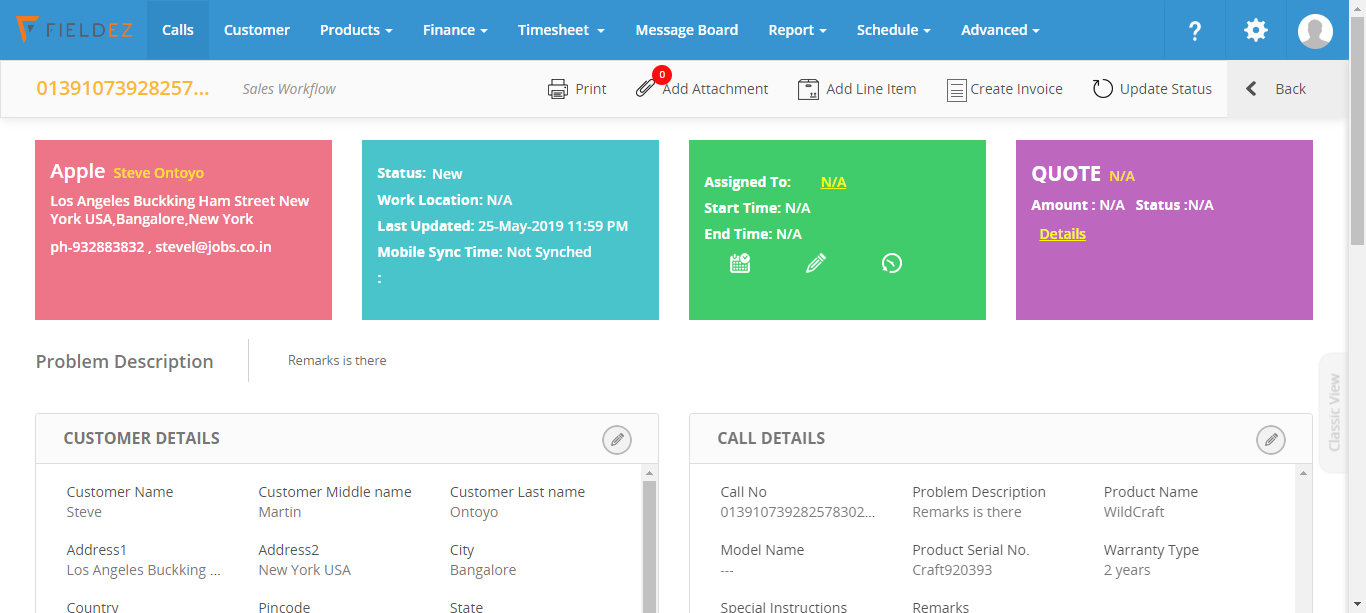 FIELDEZ Calls Customer Products Finance Timesheet Message Board Report Schedule Advanced ?
01391073928257... Sales Workflow Print 0 Add Attachment Add Line Item Create Invoice Update Status Back
Apple Steve Ontoyo
Los Angeles Buckking Ham Street New
York USA,Bangalore,New York
ph-932883832 , stevel@jobs.co.in
Status: New
Work Location: N/A
Last Updated: 25-May-2019 11:59 PM
Mobile Sync Time: Not Synched
:
Assigned To: N/A
Start Time: N/A
End Time: N/A
QUOTE N/A
Amount : N/A Status :N/A
Details
Problem Description Remarks is there
Classic View
CUSTOMER DETAILS
Customer Name Customer Middle name Customer Last name
Steve Martin Ontoyo
Address1 Address2 City
Los Angeles Buckking ... New York USA Bangalore
Country Pincode State
CALL DETAILS
Call No Problem Description Product Name
013910739282578302... Remarks is there WildCraft
Model Name Product Serial No. Warranty Type
--- Craft920393 2 years
Special Instructions Remarks